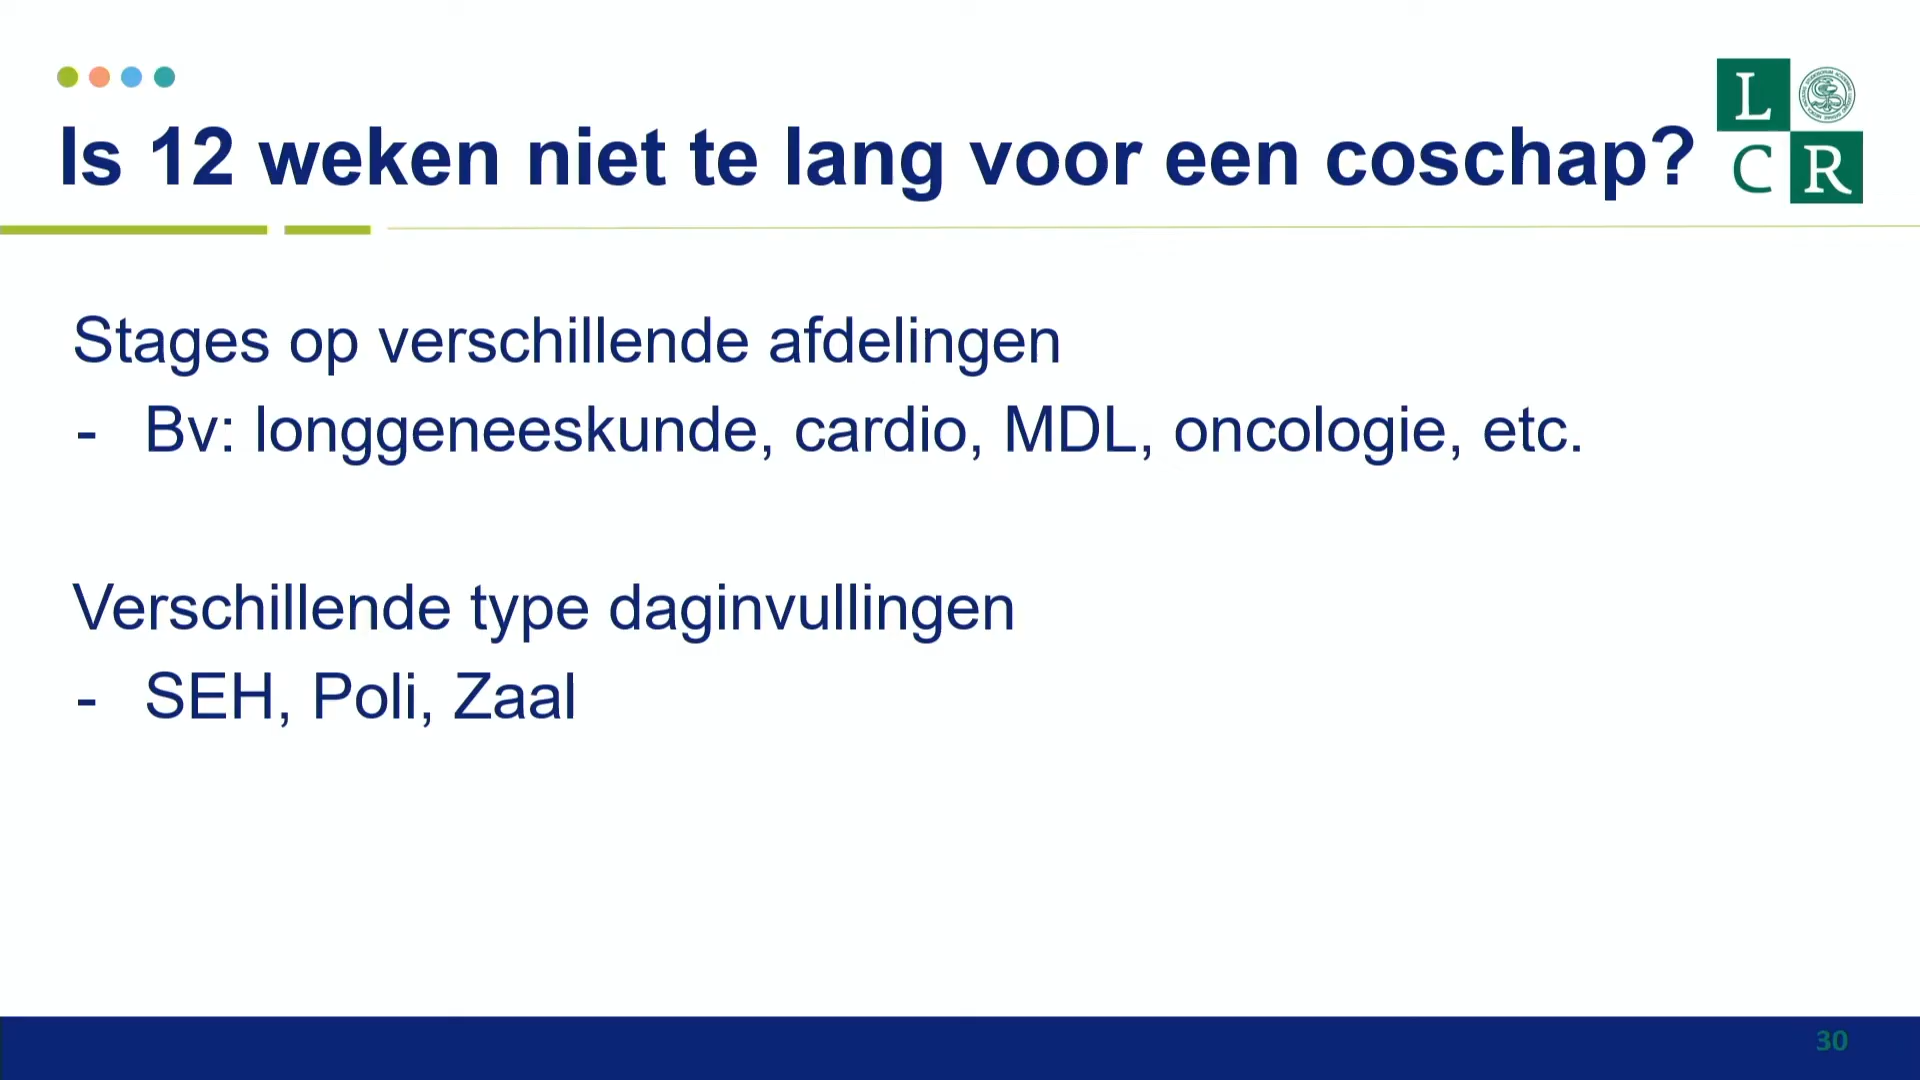 Is 12 weken niet te lang voor een coschap?
L
C R
Stages op verschillende afdelingen
- Bv: longgeneeskunde, cardio, MDL, oncologie, etc.
Verschillende type daginvullingen
- SEH, Poli, Zaal
30